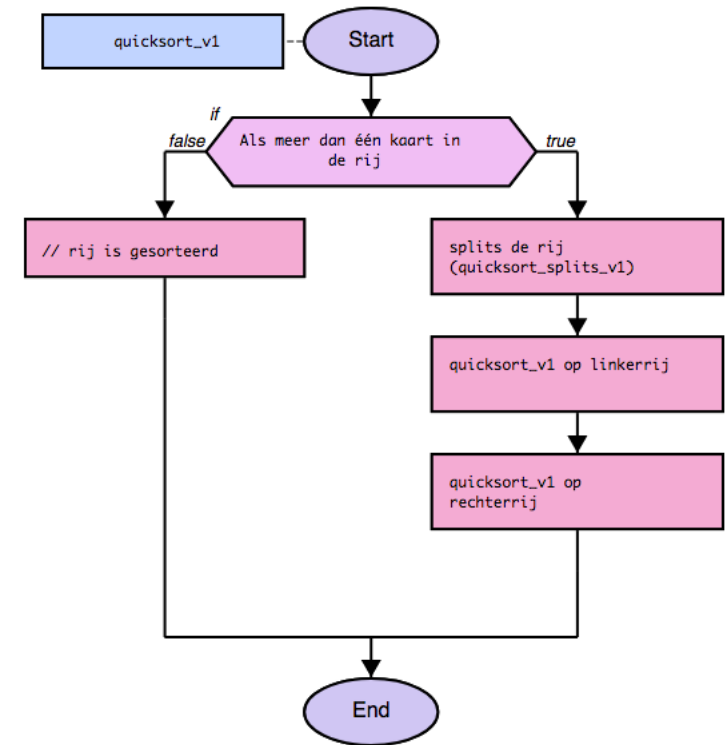 quicksort_v1
Start
if
false
Als meer dan één kaart in
de rij
true
// rij is gesorteerd
splits de rij
(quicksort_splits_v1)
quicksort_v1 op linkerrij
quicksort_v1 op
rechterrij
End